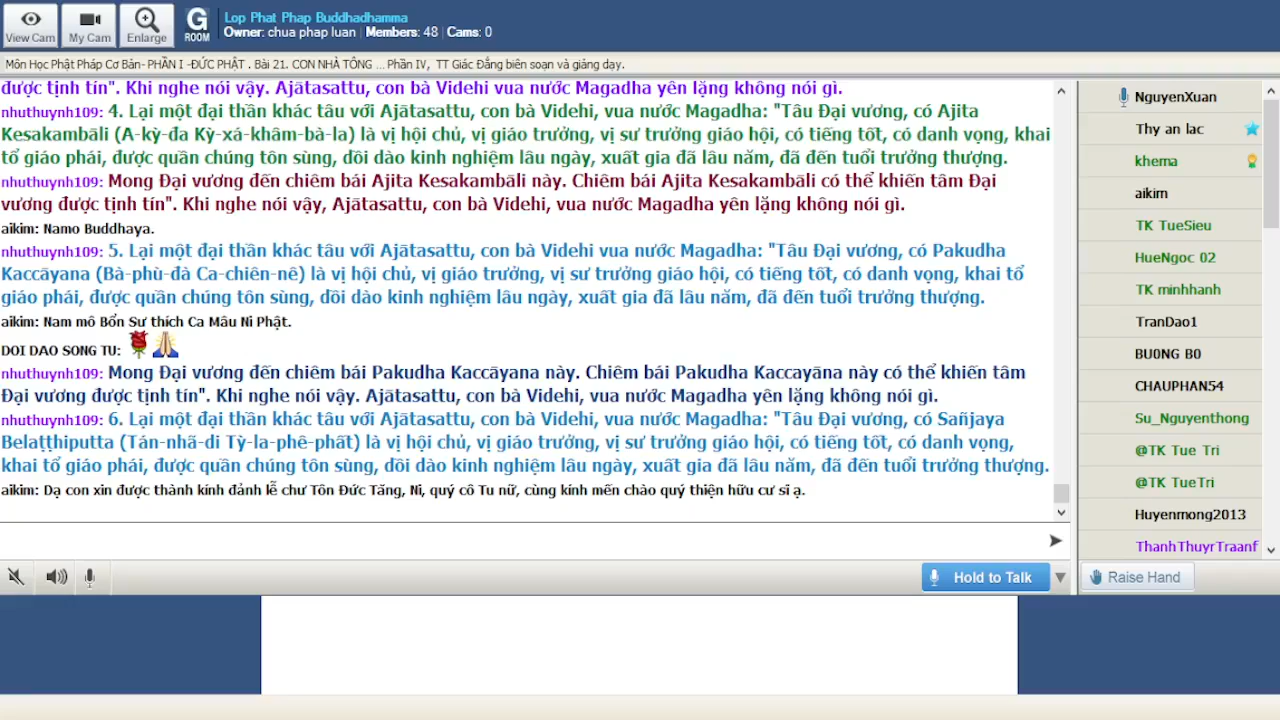 View Cam
My Cam
Enlarge
G
ROOM
Lop Phat Phap Buddhadhamma
Owner: chua phap luan | Members: 48 | Cams: 0
Môn Học Phật Pháp Cơ Bản- PHẦN I -ĐỨC PHẬT . Bài 21. CON NHÀ TÔNG ... Phần IV, TT Giác Đẳng biên soạn và giảng dạy.
được tịnh tín". Khi nghe nói vậy. Ajātasattu, con bà Videhi vua nước Magadha yên lặng không nói gì.
nhuthuynh109: 4. Lại một đại thần khác tâu với Ajātasattu, con bà Videhi, vua nước Magadha: "Tâu Đại vương, có Ajita
Kesakambāli (A-kỳ-đa Kỳ-xá-khâm-bà-la) là vị hội chủ, vị giáo trưởng, vị sư trưởng giáo hội, có tiếng tốt, có danh vọng, khai
tổ giáo phái, được quần chúng tôn sùng, dồi dào kinh nghiệm lâu ngày, xuất gia đã lâu năm, đã đến tuổi trưởng thượng.
nhuthuynh109: Mong Đại vương đến chiêm bái Ajita Kesakambāli này. Chiêm bái Ajita Kesakambāli có thể khiến tâm Đại
vương được tịnh tín". Khi nghe nói vậy, Ajātasattu, con bà Videhi, vua nước Magadha yên lặng không nói gì.
aikim: Namo Buddhaya.
nhuthuynh109: 5. Lại một đại thần khác tâu với Ajātasattu, con bà Videhi vua nước Magadha: "Tâu Đại vương, có Pakudha
Kaccāyana (Bà-phù-đà Ca-chiên-nê) là vị hội chủ, vị giáo trưởng, vị sư trưởng giáo hội, có tiếng tốt, có danh vọng, khai tổ
giáo phái, được quần chúng tôn sùng, dồi dào kinh nghiệm lâu ngày, xuất gia đã lâu năm, đã đến tuổi trưởng thượng.
aikim: Nam mô Bổn Sư thích Ca Mâu Ni Phật.
DOI DAO SONG TU:
nhuthuynh109: Mong Đại vương đến chiêm bái Pakudha Kaccāyana này. Chiêm bái Pakudha Kaccayāna này có thể khiến tâm
Đại vương được tịnh tín". Khi nghe nói vậy. Ajātasattu, con bà Videhi, vua nước Magadha yên lặng không nói gì.
nhuthuynh109: 6. Lại một đại thần khác tâu với Ajātasattu, con bà Videhi, vua nước Magadha: "Tâu Đại vương, có Sañjaya
Belaṭṭhiputta (Tán-nhã-di Tỳ-la-phê-phất) là vị hội chủ, vị giáo trưởng, vị sư trưởng giáo hội, có tiếng tốt, có danh vọng,
khai tổ giáo phái, được quần chúng tôn sùng, dồi dào kinh nghiệm lâu ngày, xuất gia đã lâu năm, đã đến tuổi trưởng thượng.
aikim: Dạ con xin được thành kính đảnh lễ chư Tôn Đức Tăng, Ni, quý cô Tu nữ, cùng kính mến chào quý thiện hữu cư sĩ ạ.
Hold to Talk
NguyenXuan
Thy an lac
khema
aikim
TK TueSieu
HueNgoc 02
TK minhhanh
TranDao1
BU0NG B0
CHAUPHAN54
Su_Nguyenthong
@TK Tue Tri
@TK TueTri
Huyenmong2013
ThanhThuyrTraanf
Raise Hand